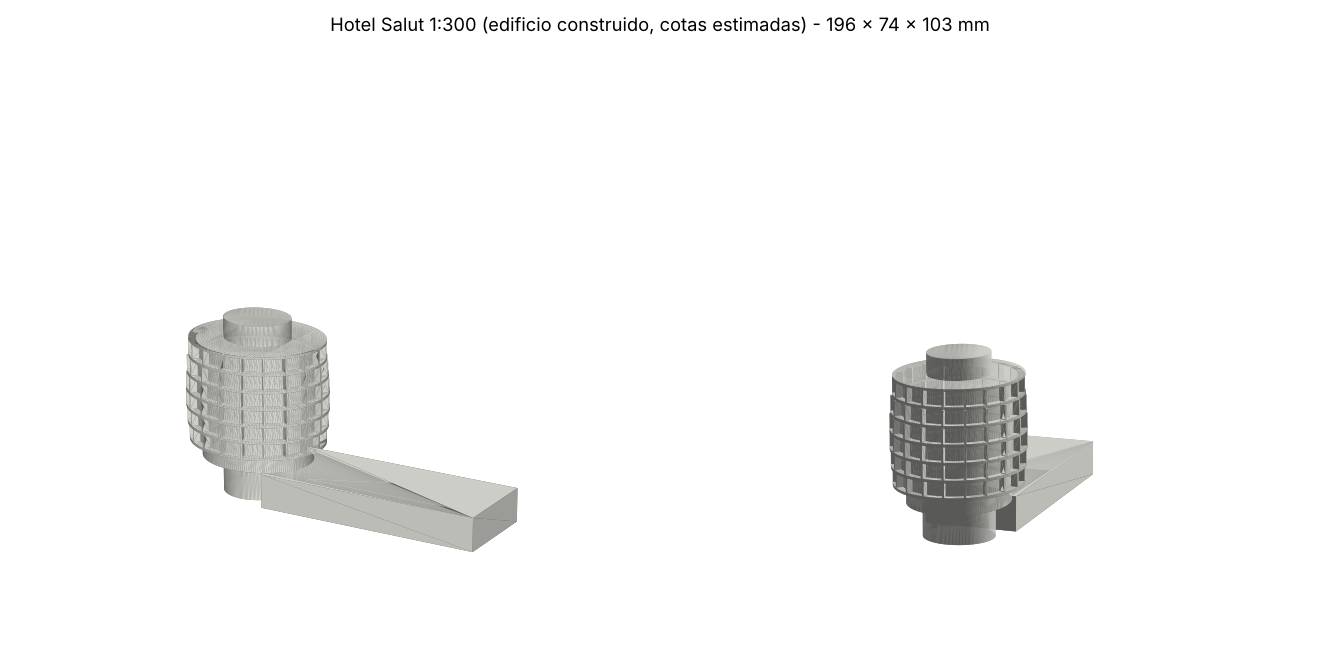 Hotel Salut 1:300 (edificio construido, cotas estimadas) - 196 × 74 × 103 mm